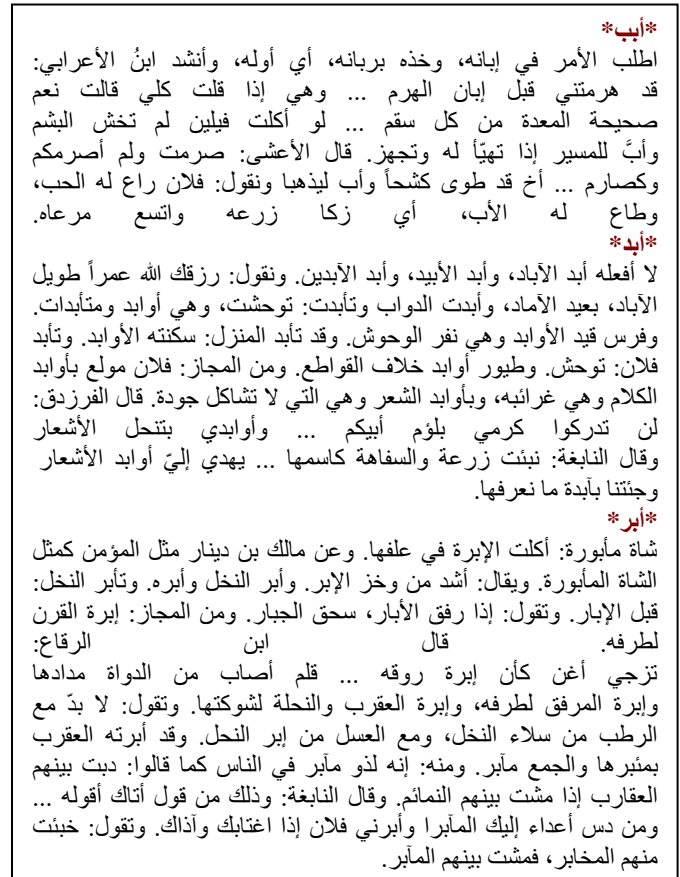 *أبب*
اطلب الأمر في إبانه، وخذه بربانه، أي أوله، وأنشد ابنُ الأعرابي:
قد هرمتني قبل إبان الهرم ... وهي إذا قلت كلي قالت نعم
صحيحة المعدة من كل سقم ... لو أكلت فيلين لم تخش البشم
وأبَّ للمسير إذا تهيّأ له وتجهز. قال الأعشى: صرمت ولم أصرمكم
وكصارم ... أخ قد طوى كشحاً وأب ليذهبا ونقول: فلان راع له الحب،
وطاع له الأب، أي زكا زرعه واتسع مرعاه.
*أبد*
لا أفعله أبد الآباد، وأبد الأبيد، وأبد الآبدين. ونقول: رزقك الله عمراً طويل
الآباد، بعيد الآماد، وأبدت الدواب وتأبدت: توحشت، وهي أوابد ومتأبدات.
وفرس قيد الأوابد وهي نفر الوحوش. وقد تأبد المنزل: سكنته الأوابد. وتأبد
فلان: توحش. وطيور أوابد خلاف القواطع. ومن المجاز: فلان مولع بأوابد
الكلام وهي غرائبه، وبأوابد الشعر وهي التي لا تشاكل جودة. قال الفرزدق:
لن تدركوا كرمي بلؤم أبيكم ... وأوابدي بتنحل الأشعار
وقال النابغة: نبئت زرعة والسفاهة كاسمها ... يهدي إليّ أوابد الأشعار
وجئتنا بآبدة ما نعرفها.
*أبر*
شاة مأبورة: أكلت الإبرة في علفها. وعن مالك بن دينار مثل المؤمن كمثل
الشاة المأبورة. ويقال: أشد من وخز الإبر. وأبر النخل وأبره. وتأبر النخل:
قبل الإبار. وتقول: إذا رفق الأبار، سحق الجبار. ومن المجاز: إبرة القرن
لطرفه. قال ابن الرقاع:
تزجي أغن كأن إبرة روقه ... قلم أصاب من الدواة مدادها
وإبرة المرفق لطرفه، وإبرة العقرب والنحلة لشوكتها. وتقول: لا بدّ مع
الرطب من سلاء النخل، ومع العسل من إبر النحل. وقد أبرته العقرب
بمئبرها والجمع مآبر. ومنه: إنه لذو مآبر في الناس كما قالوا: دبت بينهم
العقارب إذا مشت بينهم النمائم. وقال النابغة: وذلك من قول أتاك أقوله ...
ومن دس أعداء إليك المآبرا وأبرني فلان إذا اغتابك وآذاك. وتقول: خبئت
منهم المخابر، فمشت بينهم المآبر.